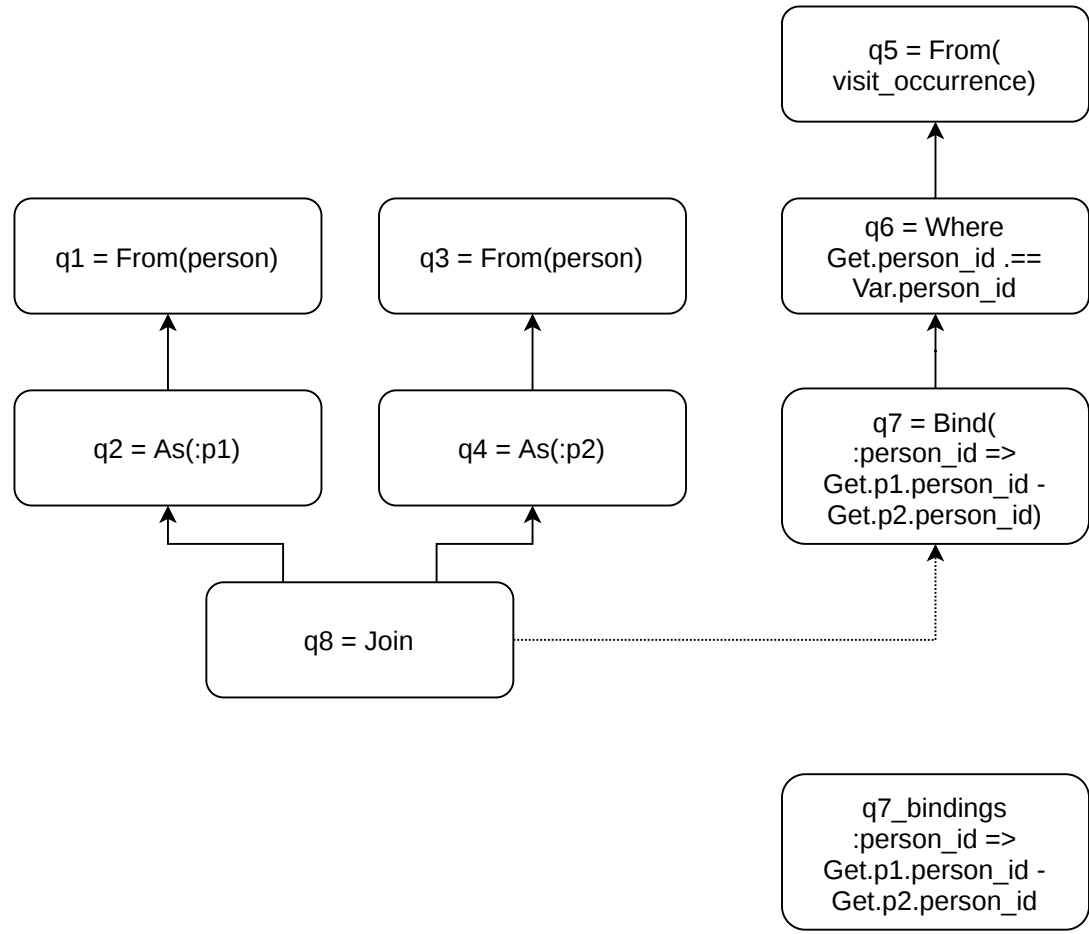 q5 = From(
visit_occurrence)
q1 = From(person)
q3 = From(person)
q6 = Where
Get.person_id .==
Var.person_id
q2 = As(:p1)
q4 = As(:p2)
q7 = Bind(
:person_id =>
Get.p1.person_id -
Get.p2.person_id)
q8 = Join
q7_bindings
:person_id =>
Get.p1.person_id -
Get.p2.person_id